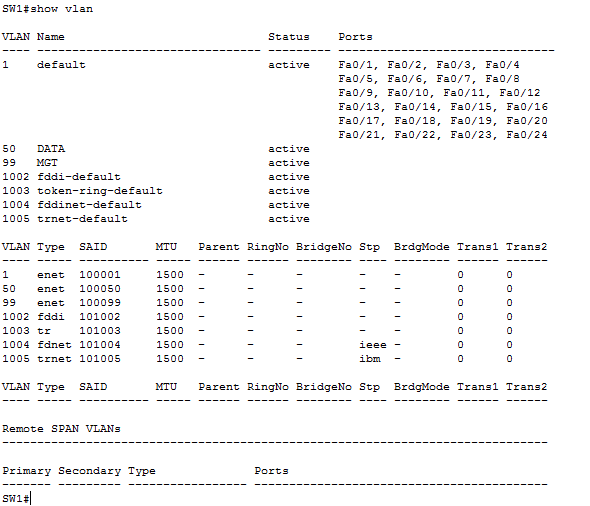 SW1#show vlan
VLAN Name                             Status    Ports
---- -------------------------------- --------- -------------------------------
1    default                          active    Fa0/1, Fa0/2, Fa0/3, Fa0/4
                                                Fa0/5, Fa0/6, Fa0/7, Fa0/8
                                                Fa0/9, Fa0/10, Fa0/11, Fa0/12
                                                Fa0/13, Fa0/14, Fa0/15, Fa0/16
                                                Fa0/17, Fa0/18, Fa0/19, Fa0/20
                                                Fa0/21, Fa0/22, Fa0/23, Fa0/24
50   DATA                             active
99   MGT                              active
1002 fddi-default                     active
1003 token-ring-default               active
1004 fddinet-default                  active
1005 trnet-default                    active
VLAN Type  SAID       MTU   Parent RingNo BridgeNo Stp  BrdgMode Trans1 Trans2
---- ----- ---------- ----- ------ ------ -------- ---- -------- ------ ------
1    enet  100001     1500  -      -      -        -    -        0      0
50   enet  100050     1500  -      -      -        -    -        0      0
99   enet  100099     1500  -      -      -        -    -        0      0
1002 fddi  101002     1500  -      -      -        -    -        0      0
1003 tr    101003     1500  -      -      -        -    -        0      0
1004 fdnet 101004     1500  -      -      -        ieee -        0      0
1005 trnet 101005     1500  -      -      -        ibm  -        0      0
VLAN Type  SAID       MTU   Parent RingNo BridgeNo Stp  BrdgMode Trans1 Trans2
---- ----- ---------- ----- ------ ------ -------- ---- -------- ------ ------
Remote SPAN VLANs
------------------------------------------------------------------------------
Primary Secondary Type              Ports
------- --------- ----------------- ------------------------------------------
SW1#